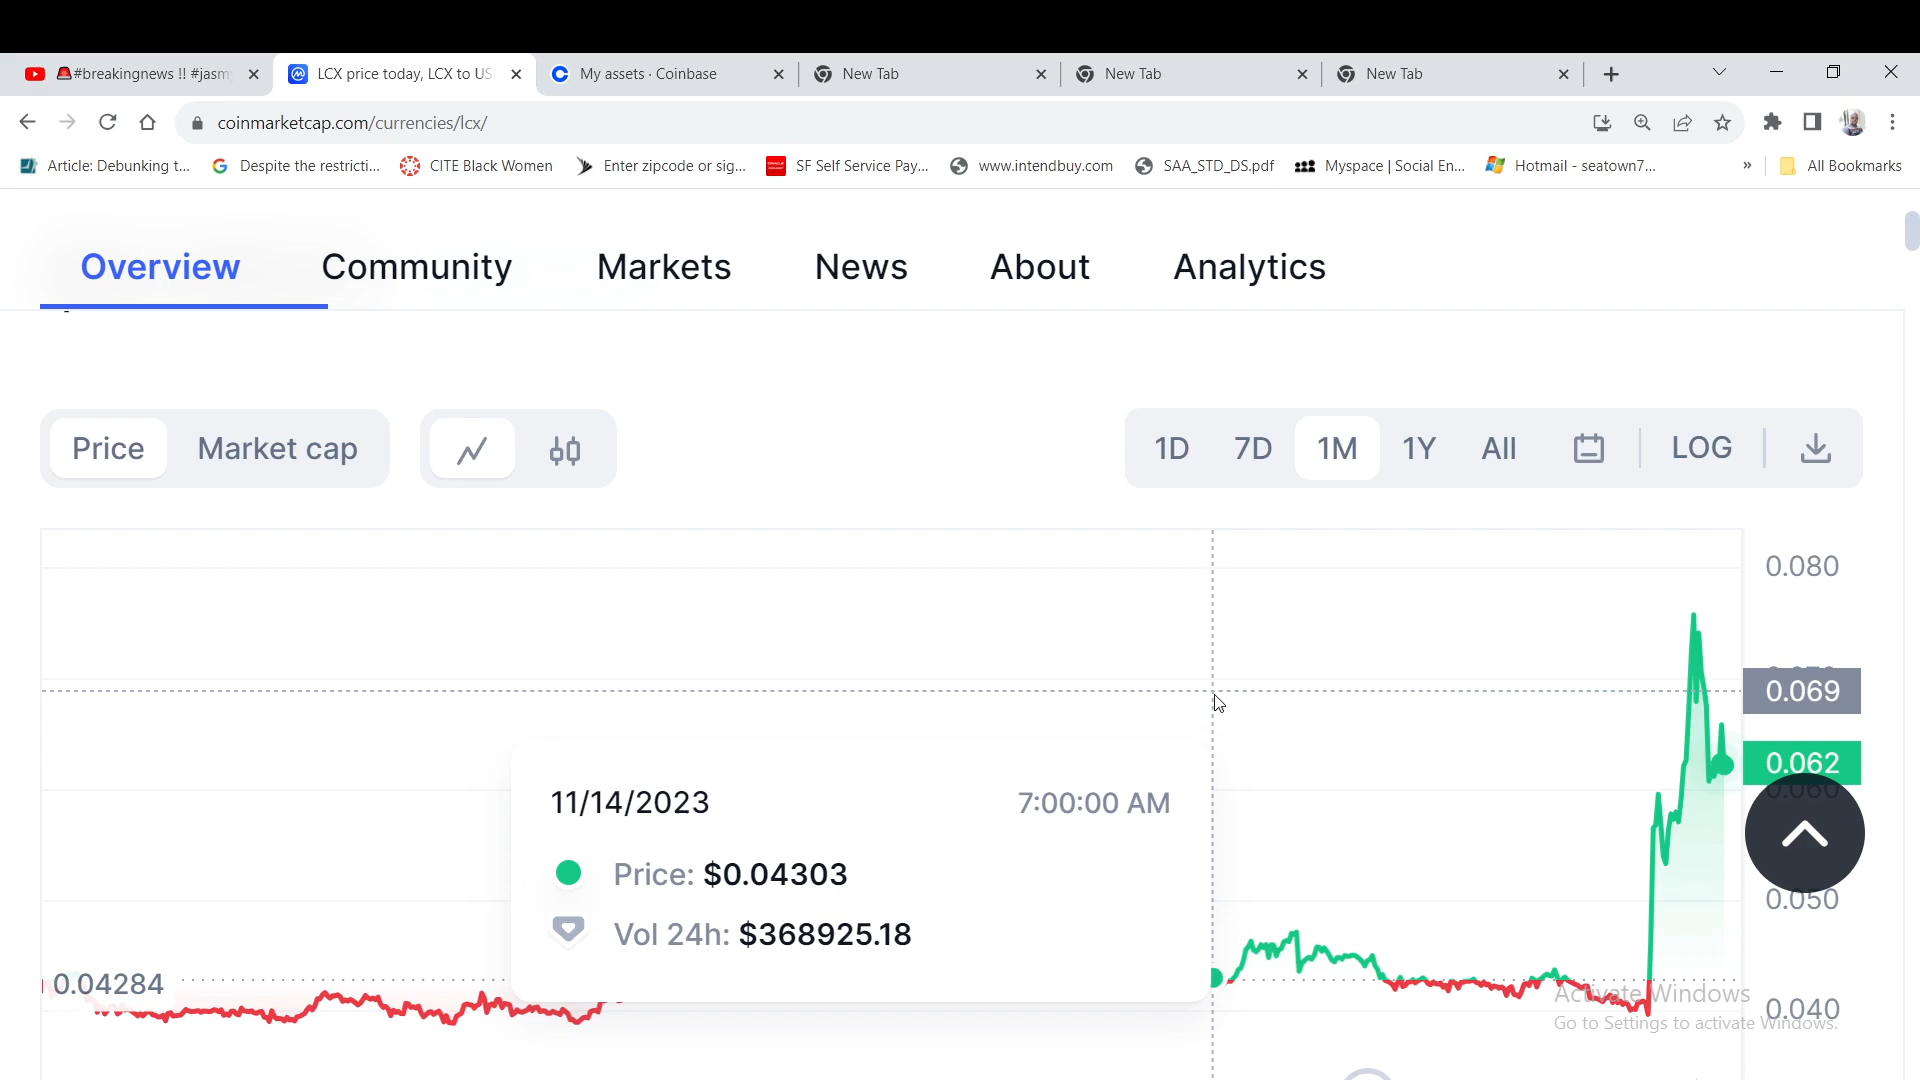 #breakingnews !! #jasm
LCX price today, LCX to US
My assets · Coinbase
New Tab
New Tab
New Tab
coinmarketcap.com/currencies/lcx/
Article: Debunking t...
Despite the restricti...
CITE Black Women
Enter zipcode or sig...
SF Self Service Pay...
www.intendbuy.com
SAA_STD_DS.pdf
Myspace | Social En...
Hotmail - seatown7...
»
All Bookmarks
Overview
Community
Markets
News
About
Analytics
Price
Market cap
1D
7D
1M
1Y
All
LOG
0.080
0.069
0.062
0.050
0.040
11/14/2023
7:00:00 AM
Price: $0.04303
Vol 24h: $368925.18
0.04284
Activate Windows
Go to Settings to activate Windows.